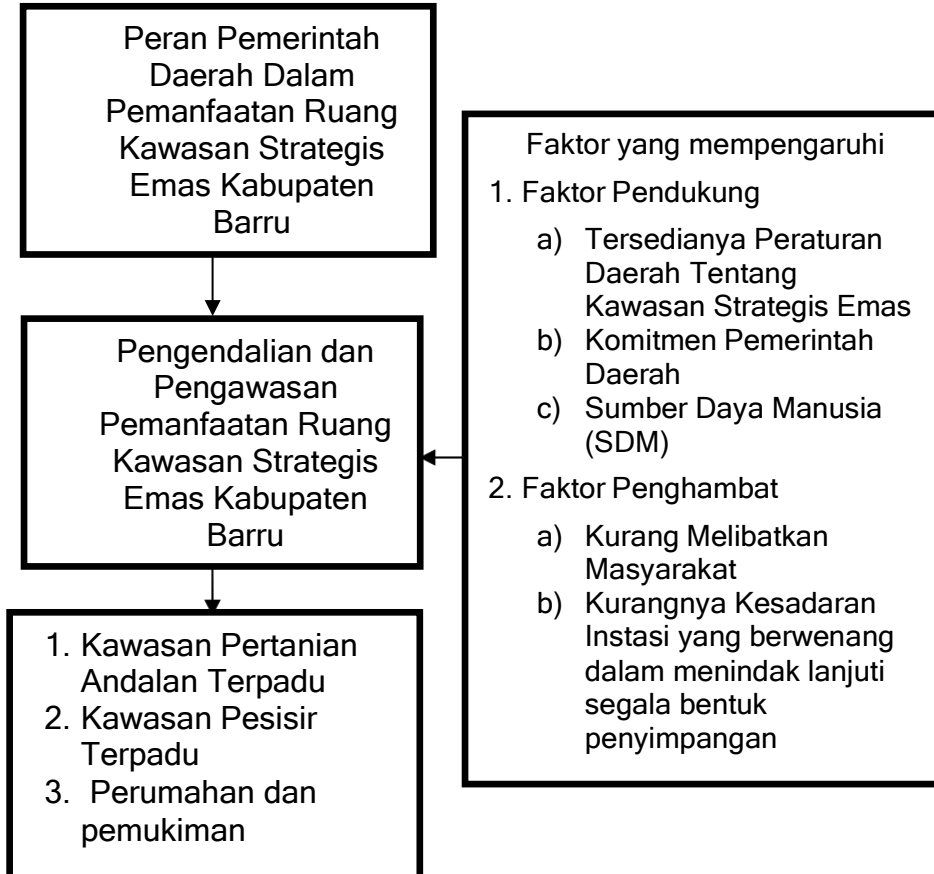 Peran Pemerintah
Daerah Dalam
Pemanfaatan Ruang
Kawasan Strategis
Emas Kabupaten
Barru
Pengendalian dan
Pengawasan
Pemanfaatan Ruang
Kawasan Strategis
Emas Kabupaten
Barru
1. Kawasan Pertanian
Andalan Terpadu
2. Kawasan Pesisir
Terpadu
3. Perumahan dan
pemukiman
Faktor yang mempengaruhi
1. Faktor Pendukung
a) Tersedianya Peraturan
Daerah Tentang
Kawasan Strategis Emas
b) Komitmen Pemerintah
Daerah
c) Sumber Daya Manusia
(SDM)
2. Faktor Penghambat
a) Kurang Melibatkan
Masyarakat
b) Kurangnya Kesadaran
Instasi yang berwenang
dalam menindak lanjuti
segala bentuk
penyimpangan